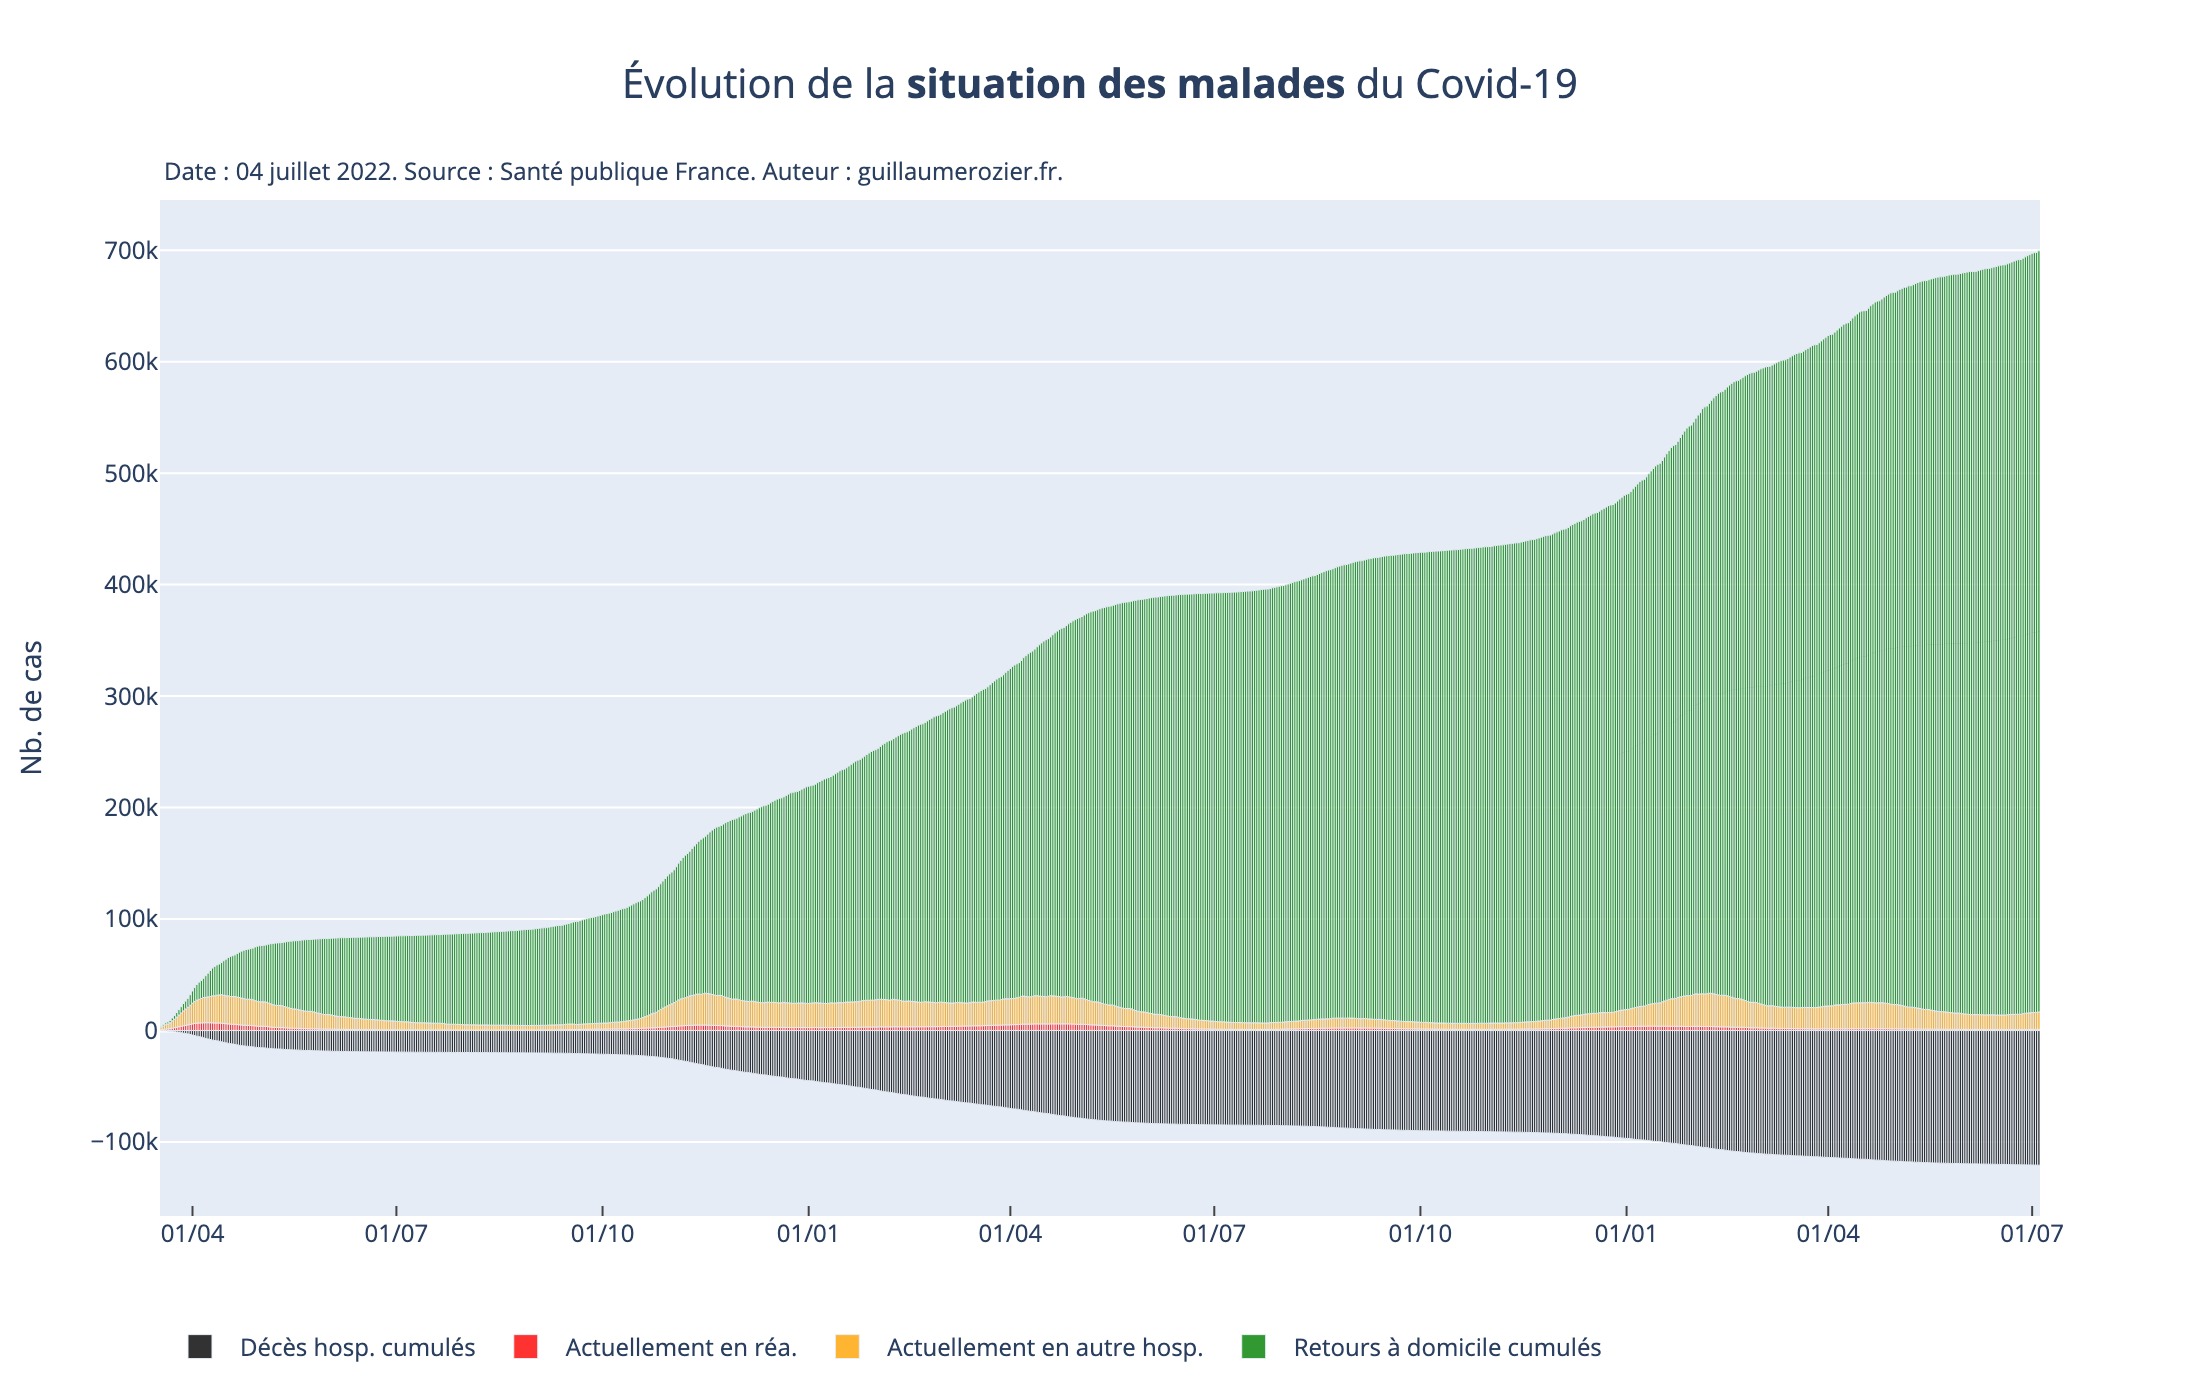 Évolution de la situation des malades du Covid-19
Date : 04 juillet 2022. Source : Santé publique France. Auteur : guillaumerozier.fr.
Nb. de cas
700k
600k
500k
400k
300k
200k
100k
0
−100k
01/04 01/07 01/10 01/01 01/04 01/07 01/10 01/01 01/04 01/07
Décès hosp. cumulés Actuellement en réa. Actuellement en autre hosp. Retours à domicile cumulés